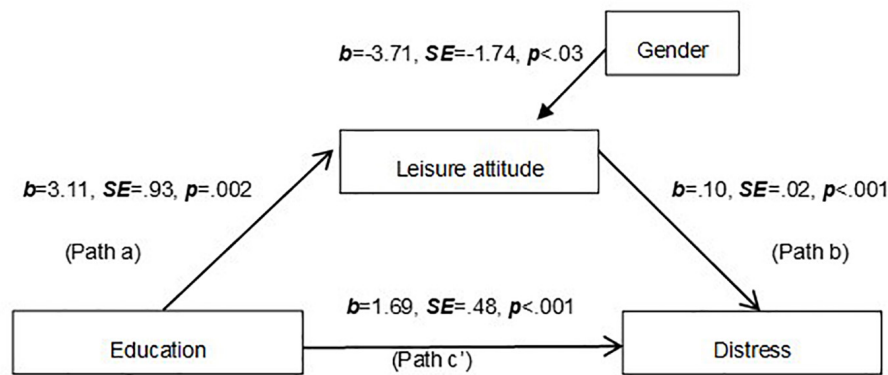 b=-3.71, SE=-1.74, p<.03
Gender
Leisure attitude
b=3.11, SE=.93, p=.002
b=.10, SE=.02, p<.001
(Path a)
(Path b)
b=1.69, SE=.48, p<.001
Education
(Path c’)
Distress